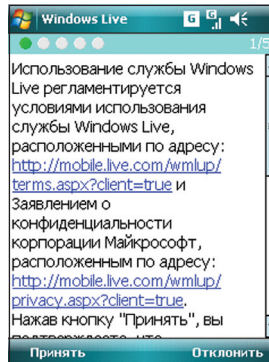 Windows Live
G
G
1/5
Использование службы Windows
Live регламентируется
условиями использования
службы Windows Live,
расположенными по адресу:
http://mobile.live.com/wmlup/
terms.aspx?client=true и
Заявлением о
конфиденциальности
корпорации Майкрософт,
расположенным по адресу:
http://mobile.live.com/wmlup/
privacy.aspx?client=true.
Нажав кнопку "Принять", вы
Принять
Отклонить